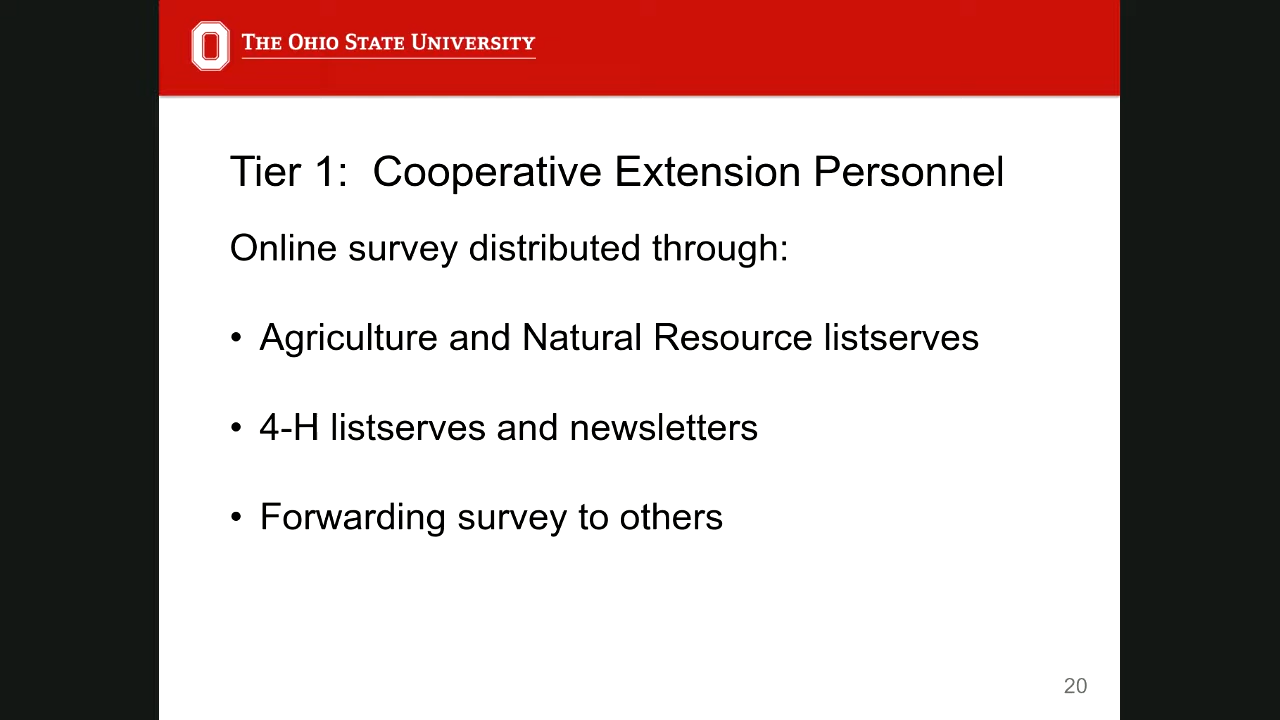 THE OHIO STATE UNIVERSITY
Tier 1: Cooperative Extension Personnel
Online survey distributed through:
• Agriculture and Natural Resource listserves
• 4-H listserves and newsletters
• Forwarding survey to others
20